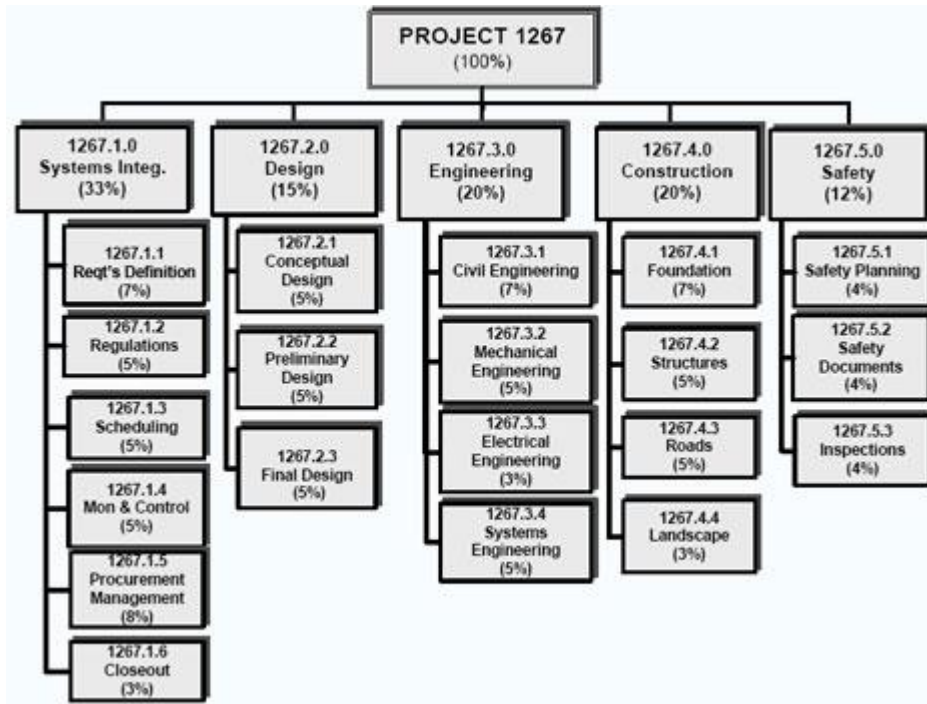 PROJECT 1267
(100%)
1267.1.0
Systems Integ.
(33%)
1267.1.1
Reqt's Definition
(7%)
1267.1.2
Regulations
(5%)
1267.1.3
Scheduling
(5%)
1267.1.4
Mon & Control
(5%)
1267.1.5
Procurement
Management
(8%)
1267.1.6
Closeout
(3%)
1267.2.0
Design
(15%)
1267.2.1
Conceptual
Design
(5%)
1267.2.2
Preliminary
Design
(5%)
1267.2.3
Final Design
(5%)
1267.3.0
Engineering
(20%)
1267.3.1
Civil Engineering
(7%)
1267.3.2
Mechanical
Engineering
(5%)
1267.3.3
Electrical
Engineering
(3%)
1267.3.4
Systems
Engineering
(5%)
1267.4.0
Construction
(20%)
1267.4.1
Foundation
(7%)
1267.4.2
Structures
(5%)
1267.4.3
Roads
(5%)
1267.4.4
Landscape
(3%)
1267.5.0
Safety
(12%)
1267.5.1
Safety Planning
(4%)
1267.5.2
Safety
Documents
(4%)
1267.5.3
Inspections
(4%)